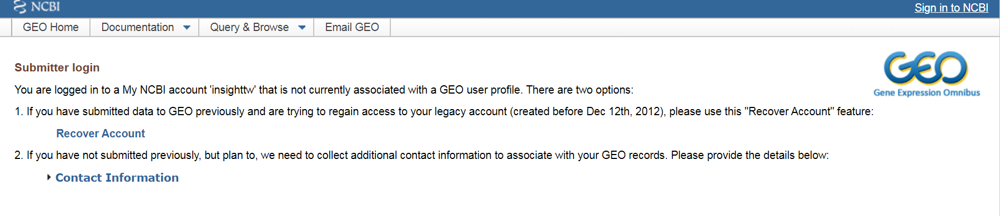 NCBI
Sign in to NCBI
GEO Home Documentation Query & Browse Email GEO
GEO
Gene Expression Omnibus
Submitter login
You are logged in to a My NCBI account 'insighttw' that is not currently associated with a GEO user profile. There are two options:
1. If you have submitted data to GEO previously and are trying to regain access to your legacy account (created before Dec 12th, 2012), please use this "Recover Account" feature:
Recover Account
2. If you have not submitted previously, but plan to, we need to collect additional contact information to associate with your GEO records. Please provide the details below:
Contact Information